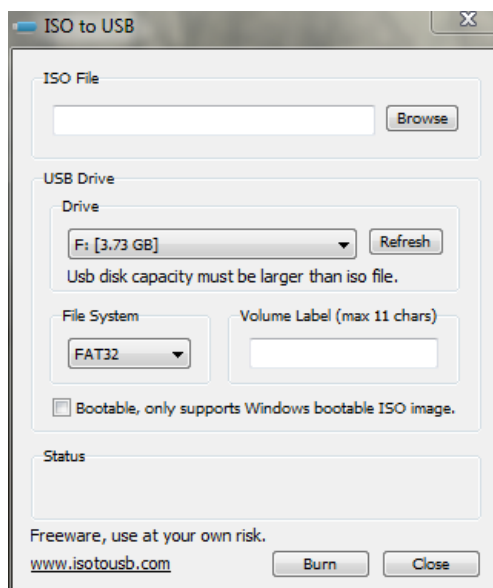 ISO to USB
ISO File
Browse
USB Drive
Drive
F: [3.73 GB]
Refresh
Usb disk capacity must be larger than iso file.
File System
Volume Label (max 11 chars)
FAT32
Bootable, only supports Windows bootable ISO image.
Status
Freeware, use at your own risk.
www.isotousb.com
Burn
Close